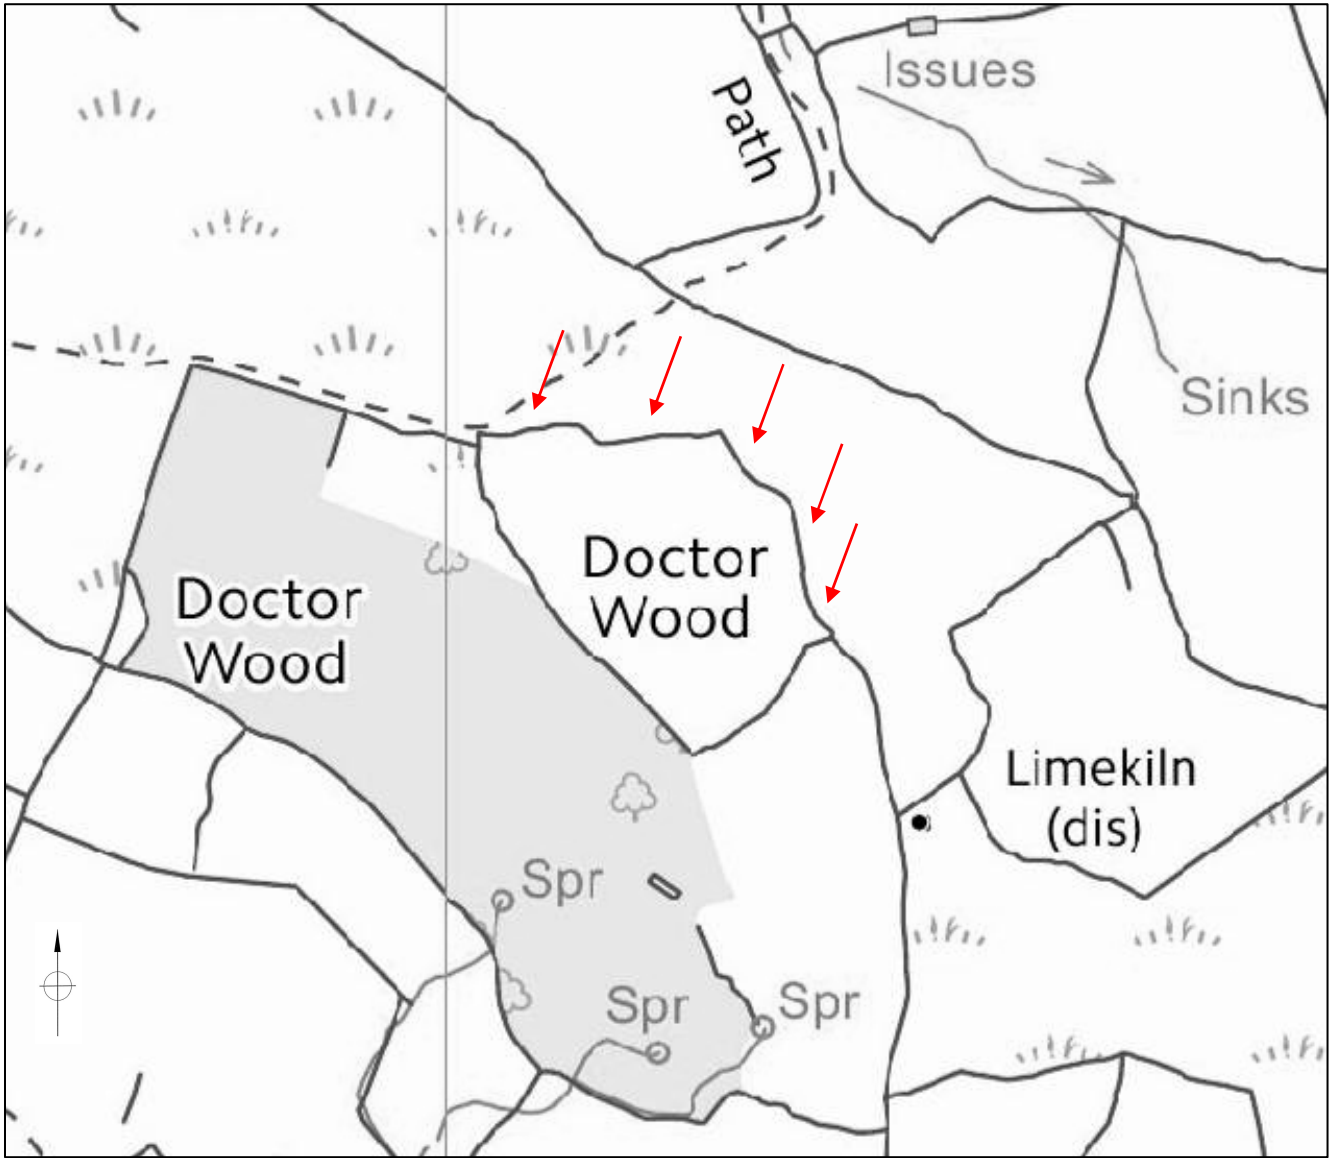 Issues
Path
Sinks
Doctor
Wood
Doctor
Wood
Limekiln
(dis)
Spr
Spr
Spr